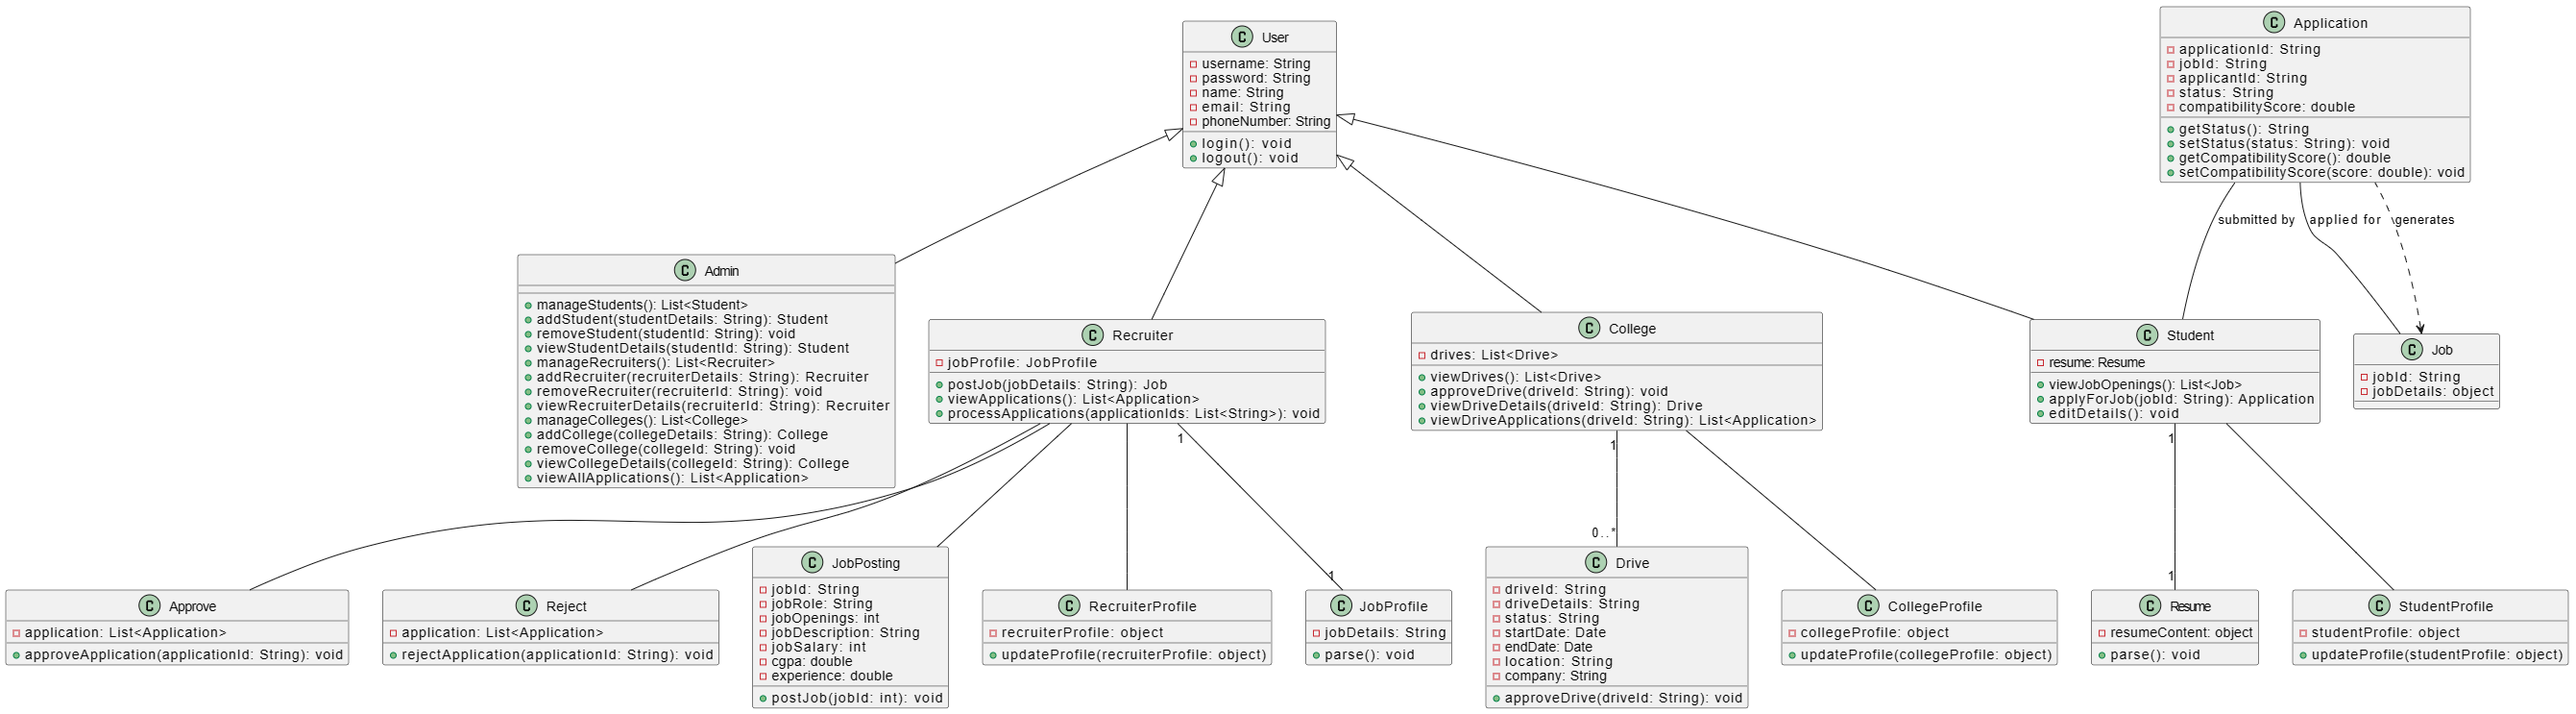 C User
username: String
password: String
name: String
email: String
phoneNumber: String
login(): void
logout(): void
C Application
applicationId: String
jobId: String
applicantId: String
status: String
compatibilityScore: double
getStatus(): String
setStatus(status: String): void
getCompatibilityScore(): double
setCompatibilityScore(score: double): void
submitted by
applied for
generates
C Admin
manageStudents(): List<Student>
addStudent(studentDetails: String): Student
removeStudent(studentId: String): void
viewStudentDetails(studentId: String): Student
manageRecruiters(): List<Recruiter>
addRecruiter(recruiterDetails: String): Recruiter
removeRecruiter(recruiterId: String): void
viewRecruiterDetails(recruiterId: String): Recruiter
manageColleges(): List<College>
addCollege(collegeDetails: String): College
removeCollege(collegeId: String): void
viewCollegeDetails(collegeId: String): College
viewAllApplications(): List<Application>
C Recruiter
jobProfile: JobProfile
postJob(jobDetails: String): Job
viewApplications(): List<Application>
processApplications(applicationIds: List<String>): void
C College
drives: List<Drive>
viewDrives(): List<Drive>
approveDrive(driveId: String): void
viewDriveDetails(driveId: String): Drive
viewDriveApplications(driveId: String): List<Application>
C Student
resume: Resume
viewJobOpenings(): List<Job>
applyForJob(jobId: String): Application
editDetails(): void
C Job
jobId: String
jobDetails: object
1
1
1
0..*
1
1
C Approve
application: List<Application>
approveApplication(applicationId: String): void
C Reject
application: List<Application>
rejectApplication(applicationId: String): void
C JobPosting
jobId: String
jobRole: String
jobOpenings: int
jobDescription: String
jobSalary: int
cgpa: double
experience: double
postJob(jobId: int): void
C RecruiterProfile
recruiterProfile: object
updateProfile(recruiterProfile: object)
C JobProfile
jobDetails: String
parse(): void
C Drive
driveId: String
driveDetails: String
status: String
startDate: Date
endDate: Date
location: String
company: String
approveDrive(driveId: String): void
C CollegeProfile
collegeProfile: object
updateProfile(collegeProfile: object)
C Resume
resumeContent: object
parse(): void
C StudentProfile
studentProfile: object
updateProfile(studentProfile: object)